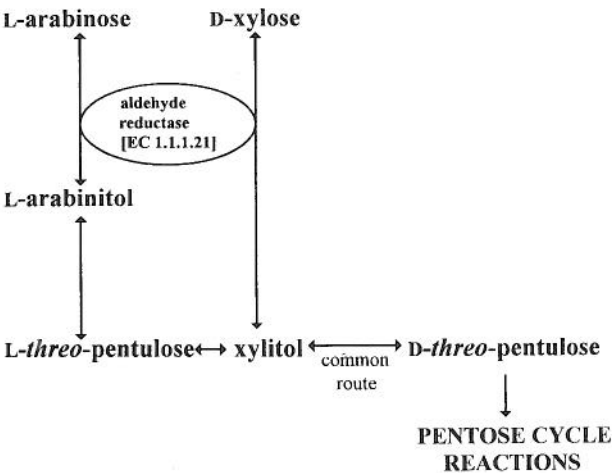 L-arabinose D-xylose
aldehyde
reductase
[EC 1.1.1.21]
L-arabinitol
L-threo-pentulose xylitol D-threo-pentulose
common
route
PENTOSE CYCLE
REACTIONS